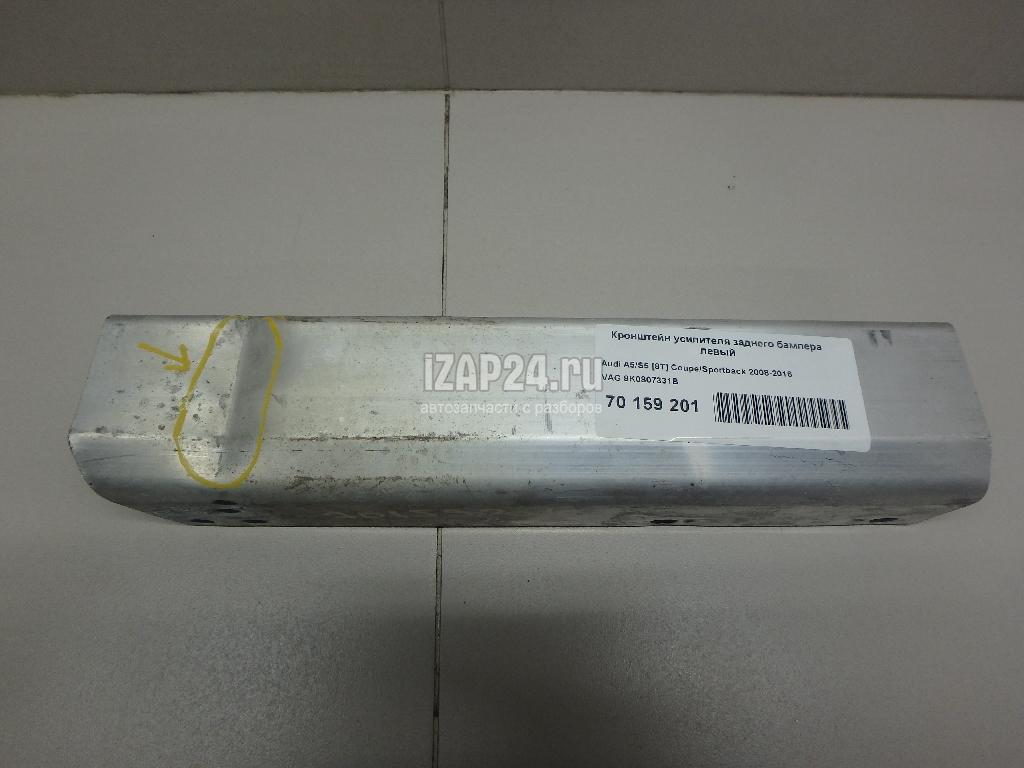 Кронштейн усилителя заднего бампера
левый
Audi A5/S5 [8T] Coupe/Sportback 2008-2016
VAG 8K0807331B
70 159 201
iZAP24.ru
автозапчасти с разборов